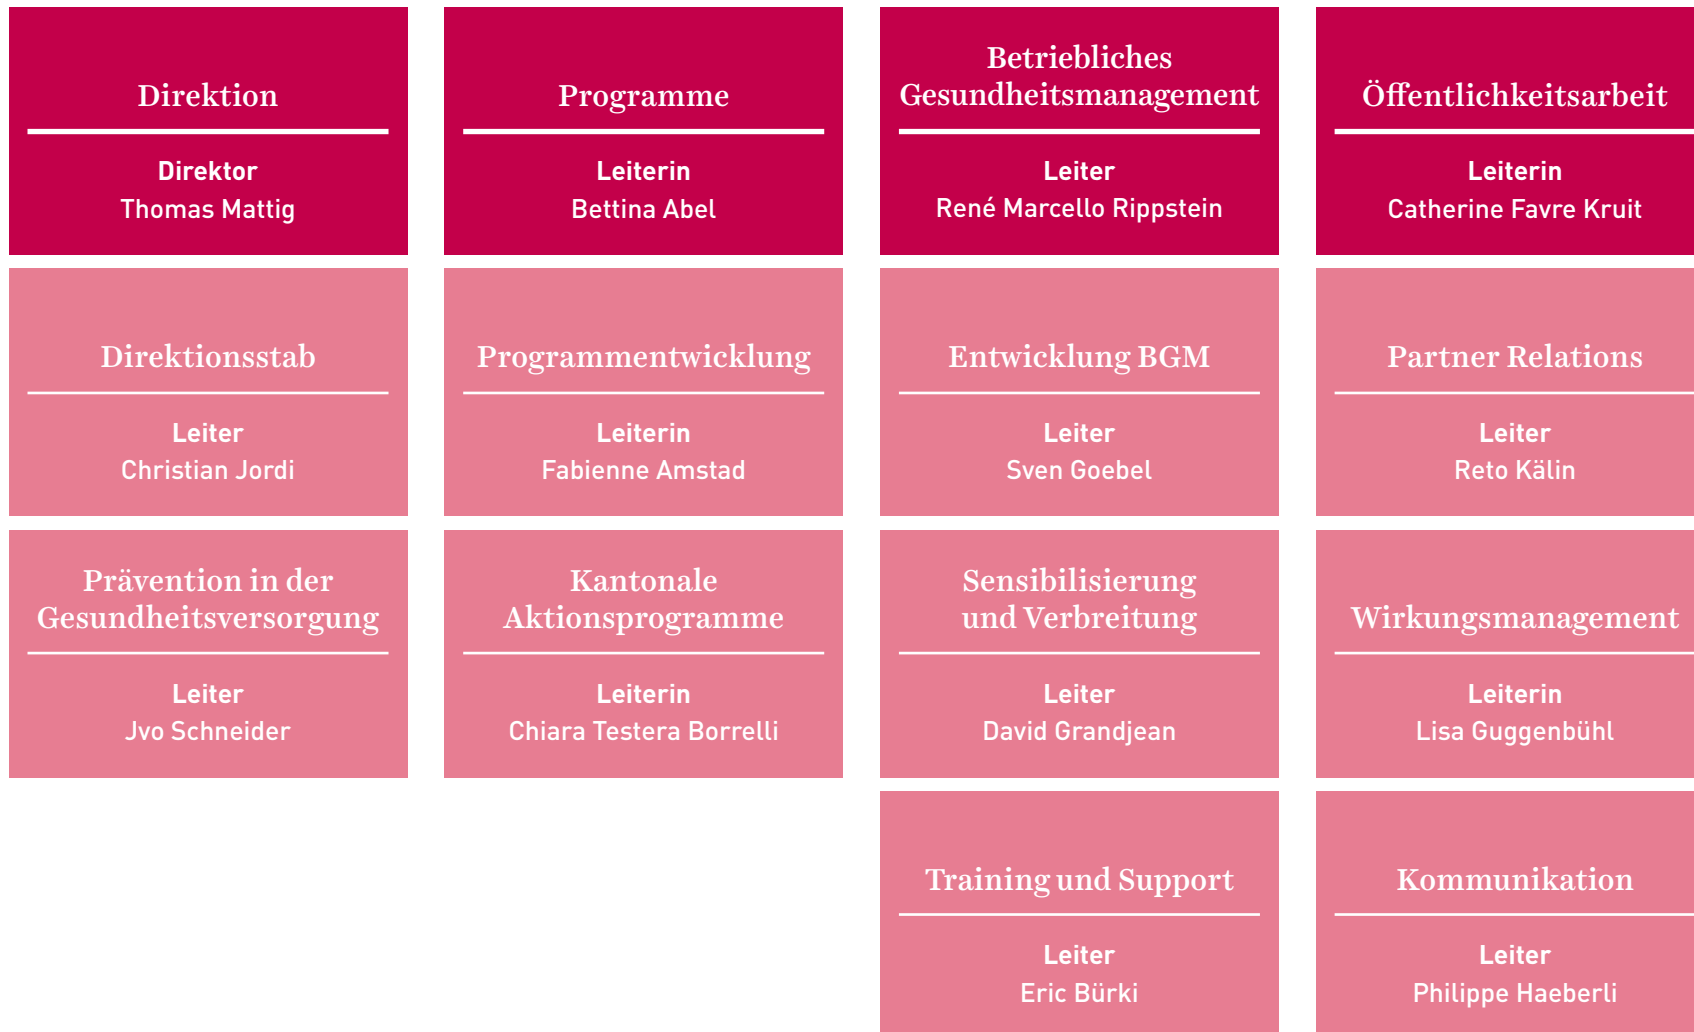 Direktion
Direktor
Thomas Mattig
Programme
Leiterin
Bettina Abel
Betriebliches
Gesundheitsmanagement
Leiter
René Marcello Rippstein
Öffentlichkeitsarbeit
Leiterin
Catherine Favre Kruit
Direktionsstab
Leiter
Christian Jordi
Programmentwicklung
Leiterin
Fabienne Amstad
Entwicklung BGM
Leiter
Sven Goebel
Partner Relations
Leiter
Reto Kälin
Prävention in der
Gesundheitsversorgung
Leiter
Jvo Schneider
Kantonale
Aktionsprogramme
Leiterin
Chiara Testera Borrelli
Sensibilisierung
und Verbreitung
Leiter
David Grandjean
Wirkungsmanagement
Leiterin
Lisa Guggenbühl
Training und Support
Leiter
Eric Bürki
Kommunikation
Leiter
Philippe Haeberli